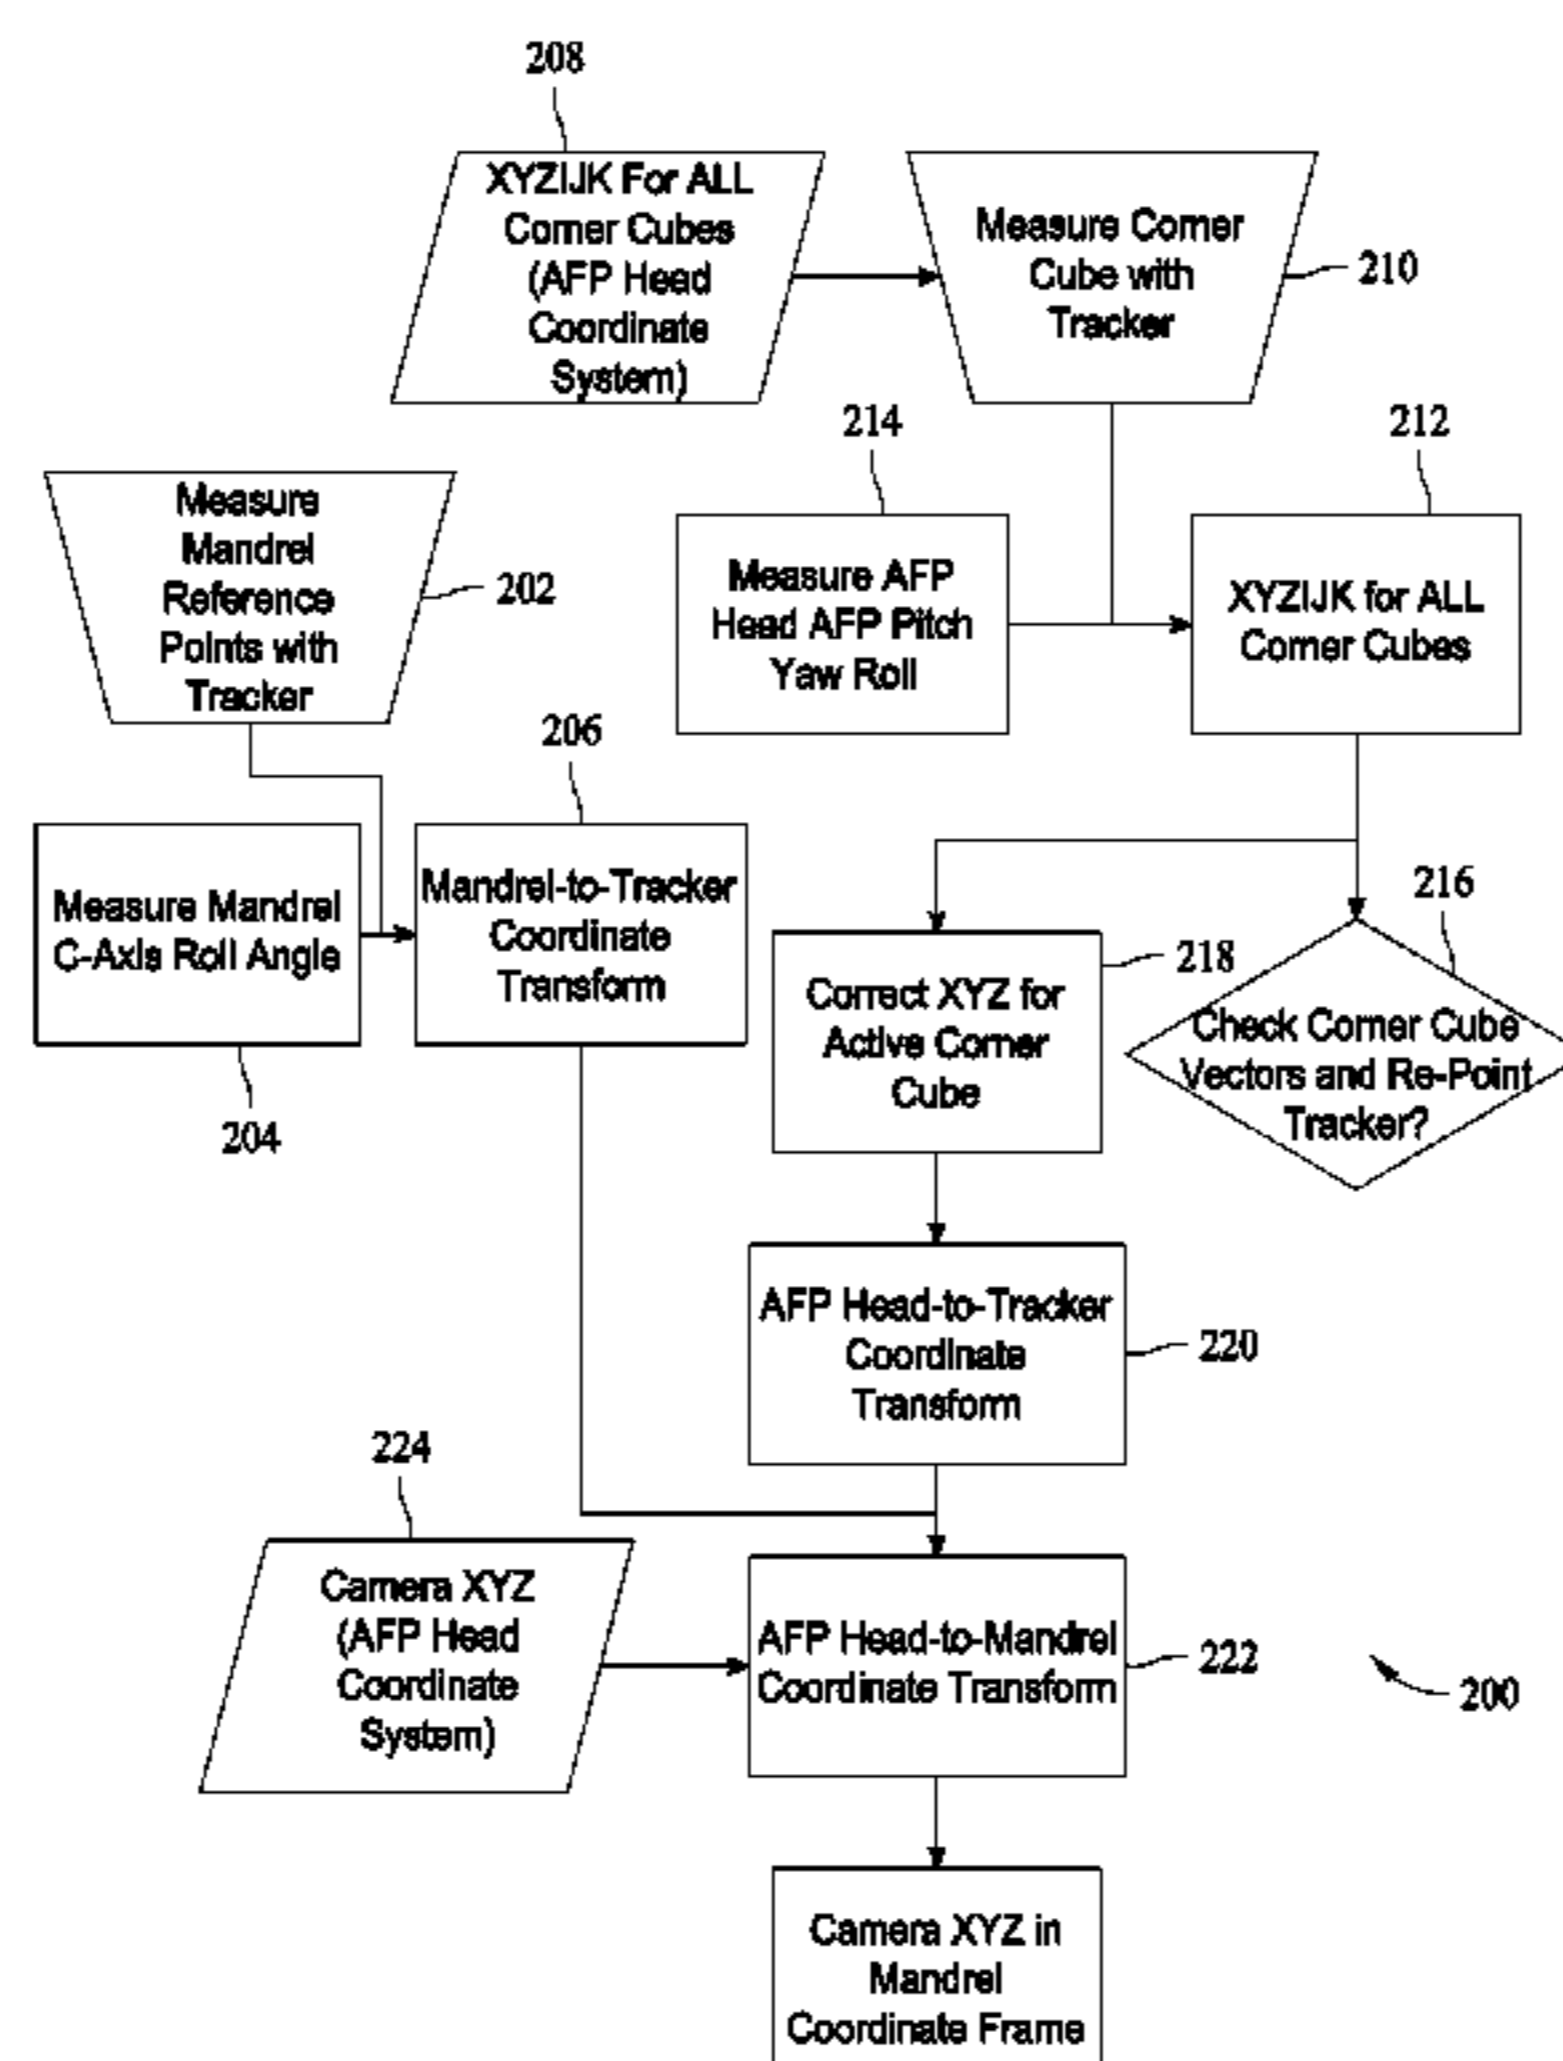 208
XYZIJK For ALL
Corner Cubes
(AFP Head
Coordinate
System)
Measure Corner
Cube with
Tracker
210
214
212
Measure
Mandrel
Reference
Points with
Tracker
202
Measure AFP
Head AFP Pitch
Yaw Roll
XYZIJK for ALL
Corner Cubes
206
Measure Mandrel
C-Axis Roll Angle
204
Mandrel-to-Tracker
Coordinate
Transform
216
Correct XYZ for
Active Corner
Cube
218
Check Corner Cube
Vectors and Re-Point
Tracker?
AFP Head-to-Tracker
Coordinate
Transform
220
224
Camera XYZ
(AFP Head
Coordinate
System)
AFP Head-to-Mandrel
Coordinate Transform
222
200
Camera XYZ in
Mandrel
Coordinate Frame